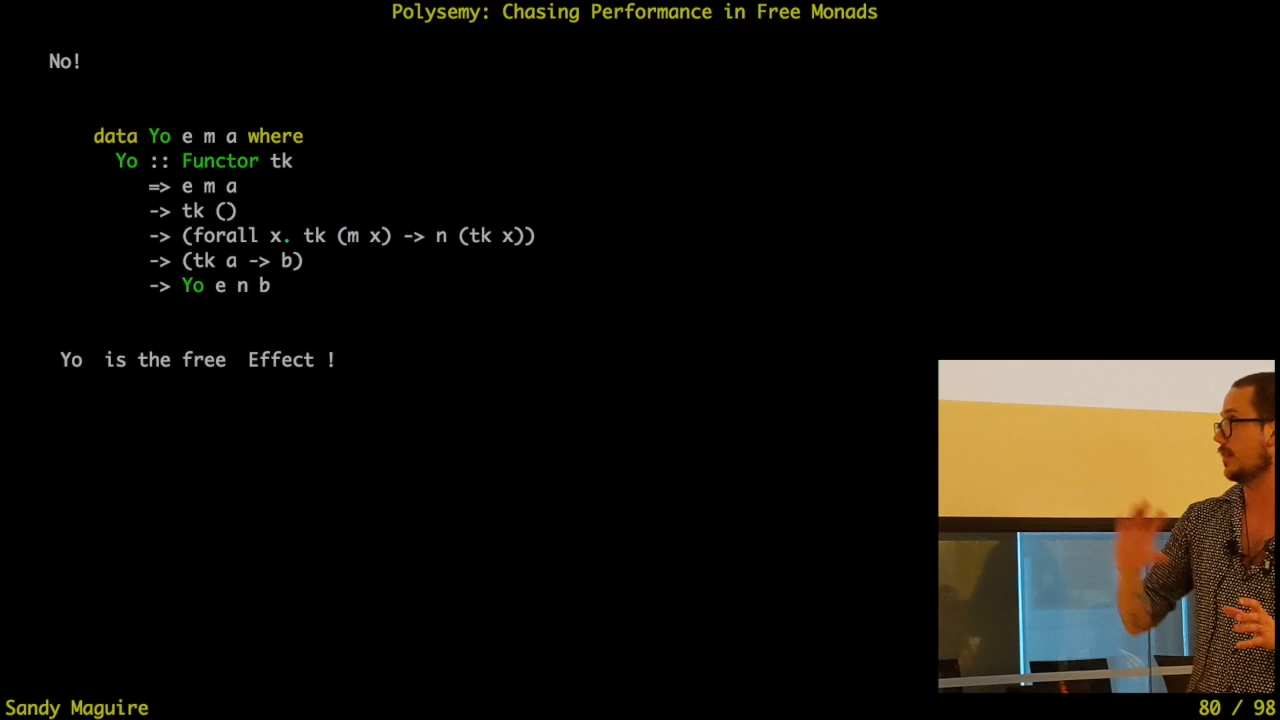 Polysemy: Chasing Performance in Free Monads
No!
data Yo e m a where
Yo :: Functor tk
=> e m a
-> tk ()
-> (forall x. tk (m x) -> n (tk x))
-> (tk a -> b)
-> Yo e n b
Yo is the free Effect !
Sandy Maguire
80 / 98